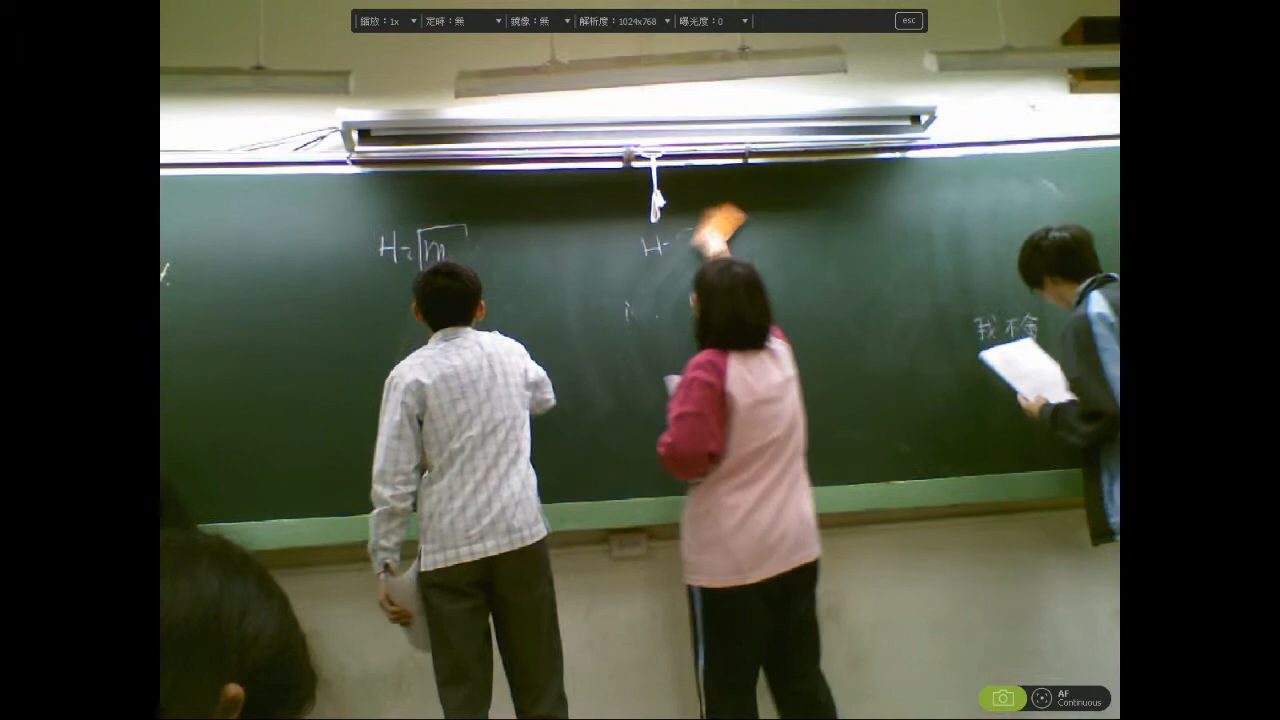 縮放：1x 定時：無 鏡像：無 解析度：1024x768 曝光度：0 esc
H= m
H-
我不會
AF
Continuous